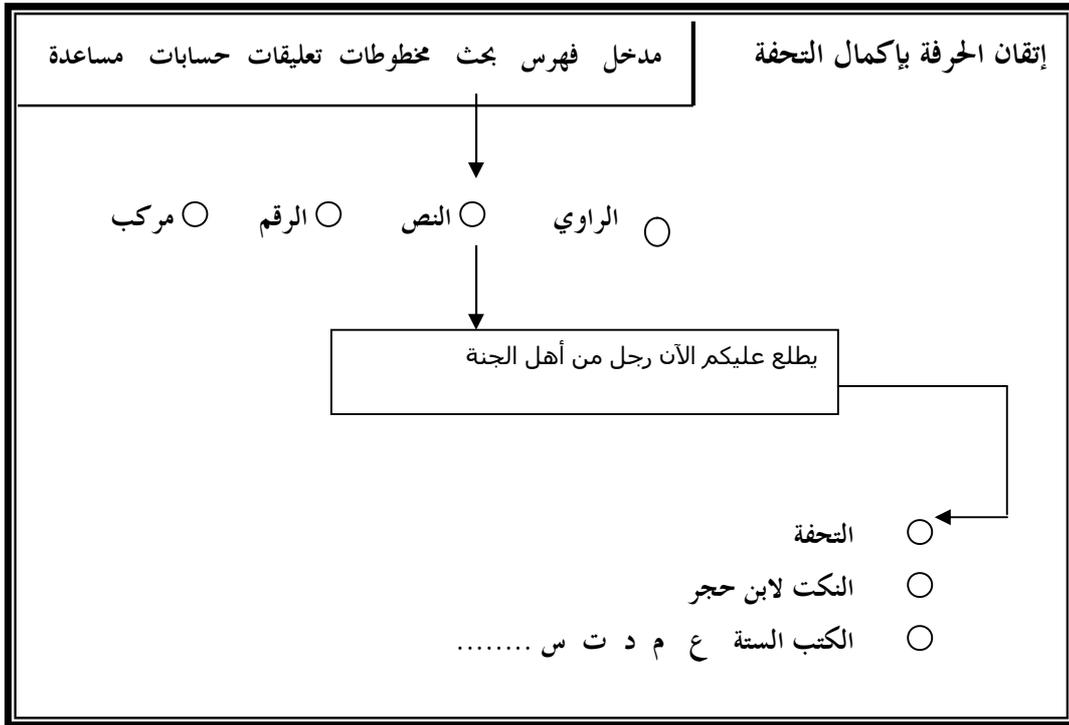 إتقان الحرفة بإكمال التحفة
مدخل فهرس بحث مخطوطات تعليقات حسابات مساعدة
الراوي النص الرقم مركب
يطلع عليكم الآن رجل من أهل الجنة
التحفة
النكت لابن حجر
الكتب الستة ع م د ت س ........